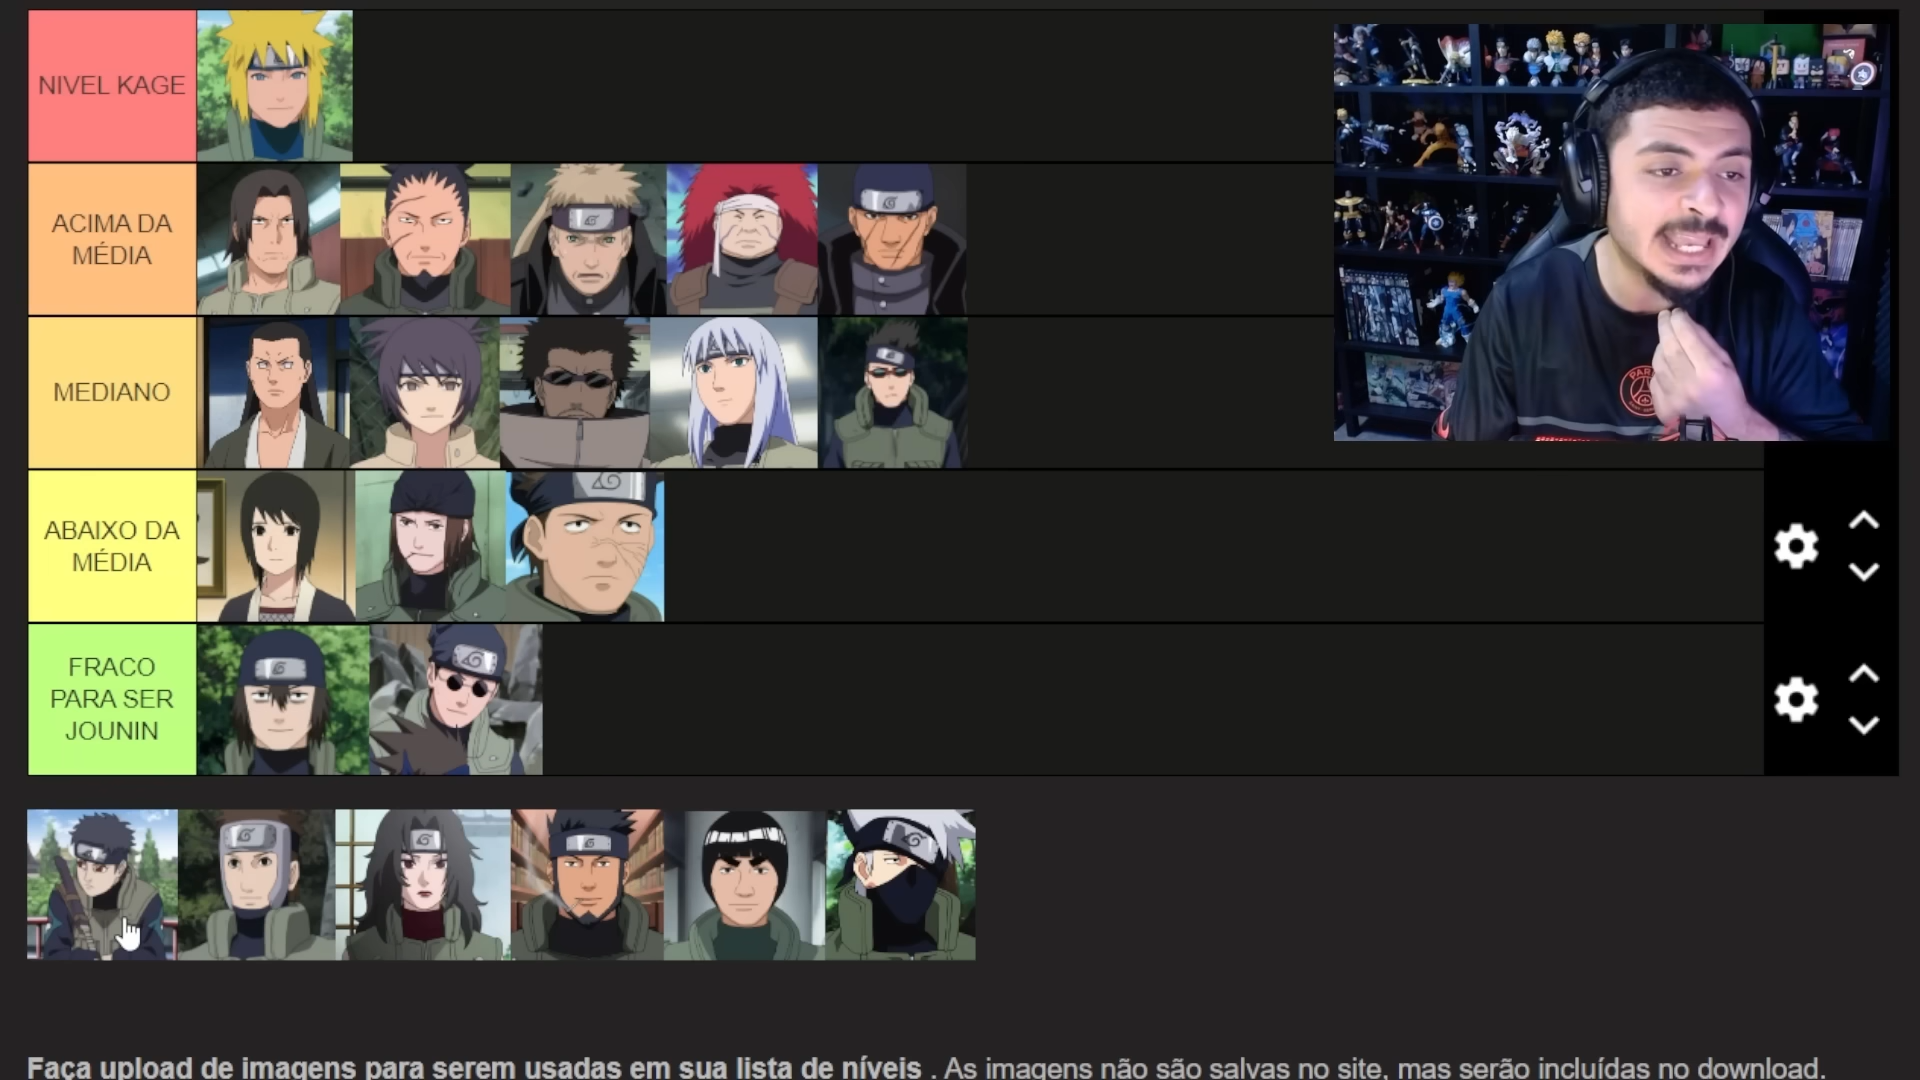 NIVEL KAGE
ACIMA DA
MÉDIA
MEDIANO
ABAIXO DA
MÉDIA
FRACO
PARA SER
JOUNIN
PAR
Faça upload de imagens para serem usadas em sua lista de níveis . As imagens não são salvas no site, mas serão incluídas no download.